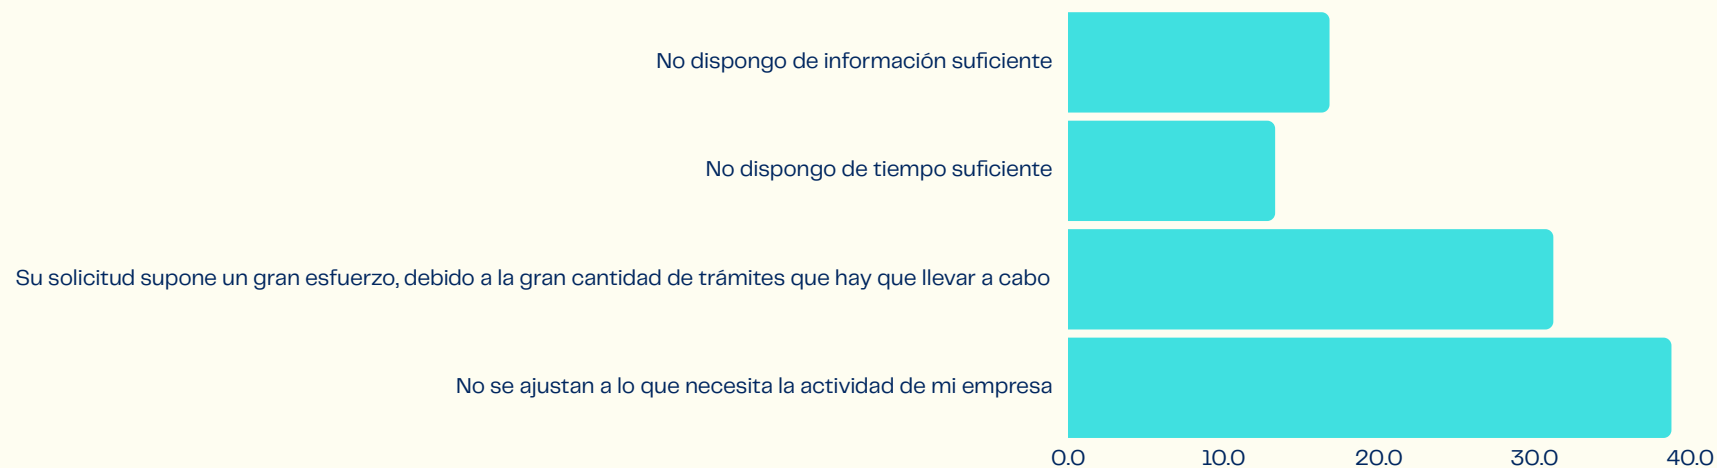 No dispongo de información suficiente
No dispongo de tiempo suficiente
Su solicitud supone un gran esfuerzo, debido a la gran cantidad de trámites que hay que llevar a cabo
No se ajustan a lo que necesita la actividad de mi empresa
0.0 10.0 20.0 30.0 40.0